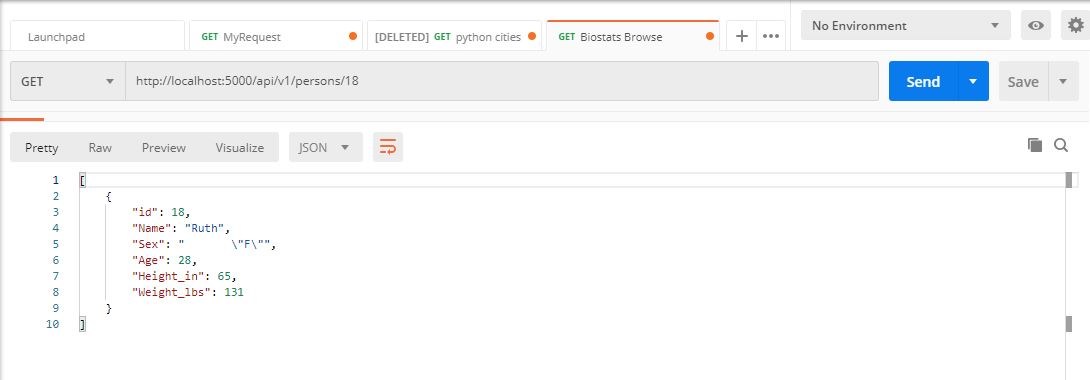 Launchpad
GET MyRequest
[DELETED] GET python cities
GET Biostats Browse
No Environment
GET
http://localhost:5000/api/v1/persons/18
Send
Save
Pretty Raw Preview Visualize JSON
1 [
2 {
3 "id": 18,
4 "Name": "Ruth",
5 "Sex": "       \"F\"",
6 "Age": 28,
7 "Height_in": 65,
8 "Weight_lbs": 131
9 }
10 ]